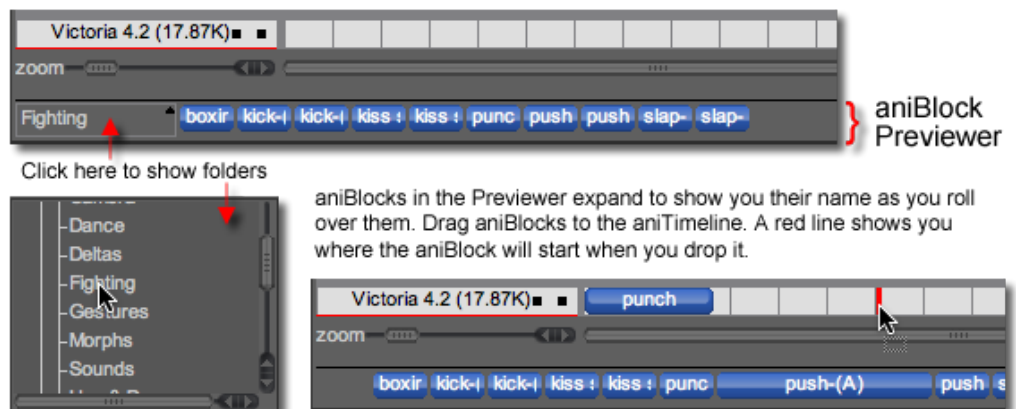 Victoria 4.2 (17.87K)
zoom
Fighting
boxir kick-( kick-( kiss : kiss : punc push push slap- slap-
aniBlock
Previewer
Click here to show folders
Dance
Deltas
Fighting
Gestures
Morphs
Sounds
aniBlocks in the Previewer expand to show you their name as you roll
over them. Drag aniBlocks to the aniTimeline. A red line shows you
where the aniBlock will start when you drop it.
Victoria 4.2 (17.87K) punch
zoom
boxir kick-( kick-( kiss : kiss : punc push-(A) push s